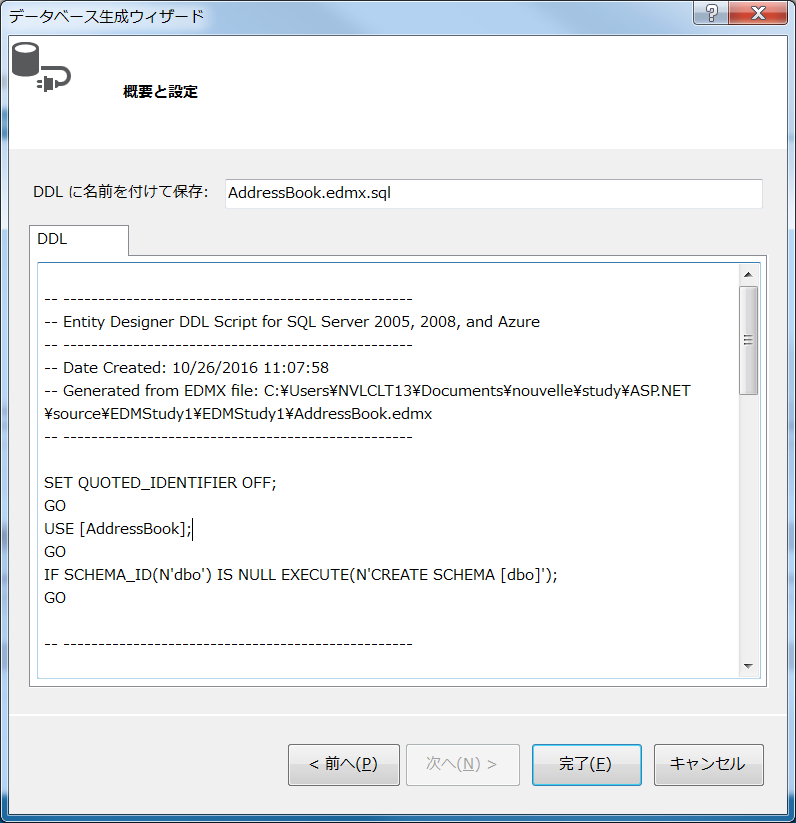 データベース生成ウィザード
概要と設定
DDL に名前を付けて保存:
AddressBook.edmx.sql
DDL
-- --------------------------------------------------
-- Entity Designer DDL Script for SQL Server 2005, 2008, and Azure
-- --------------------------------------------------
-- Date Created: 10/26/2016 11:07:58
-- Generated from EDMX file: C:¥Users¥NVLCLT13¥Documents¥nouvelle¥study¥ASP.NET
¥source¥EDMStudy1¥EDMStudy1¥AddressBook.edmx
-- --------------------------------------------------
SET QUOTED_IDENTIFIER OFF;
GO
USE [AddressBook];
GO
IF SCHEMA_ID(N'dbo') IS NULL EXECUTE(N'CREATE SCHEMA [dbo]');
GO
-- --------------------------------------------------
< 前へ(P)
次へ(N) >
完了(F)
キャンセル